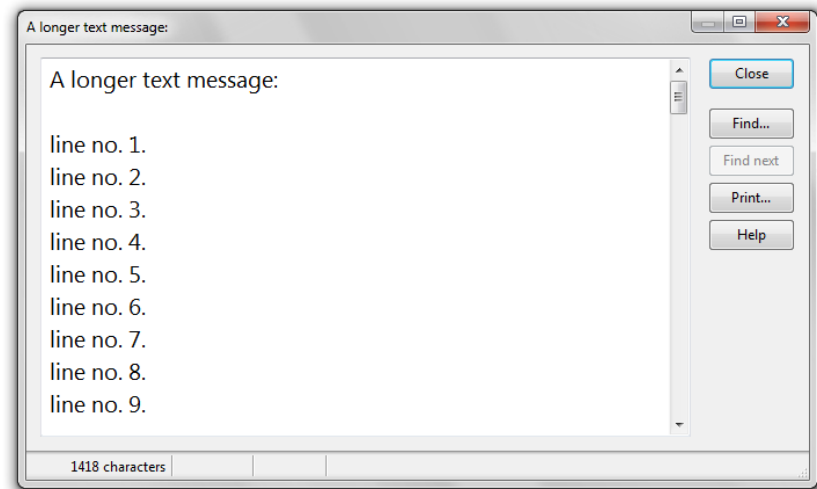 A longer text message:
A longer text message:
line no. 1.
line no. 2.
line no. 3.
line no. 4.
line no. 5.
line no. 6.
line no. 7.
line no. 8.
line no. 9.
Close
Find...
Find next
Print...
Help
1418 characters